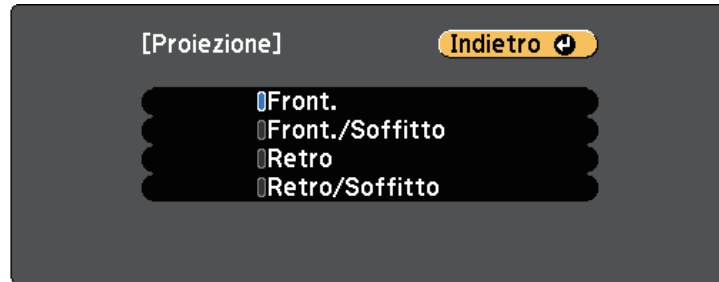 [Proiezione]
Indietro
Front.
Front./Soffitto
Retro
Retro/Soffitto